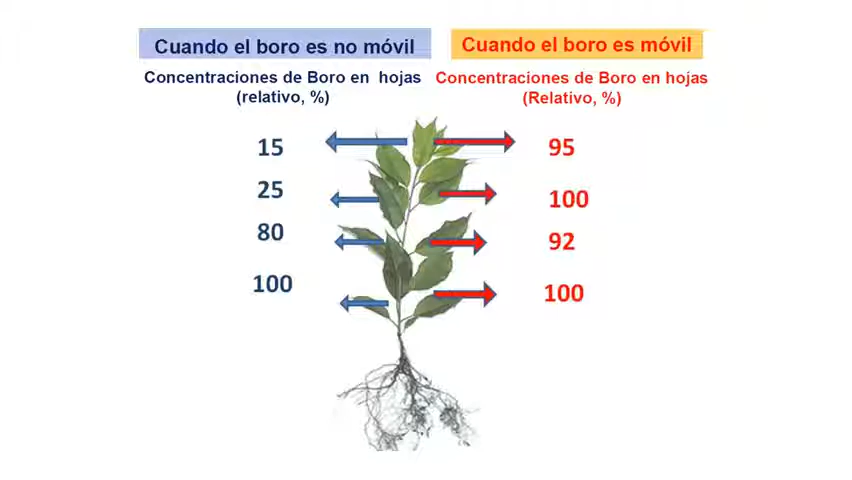 Cuando el boro es no móvil
Concentraciones de Boro en hojas
(relativo, %)
15
25
80
100
Cuando el boro es móvil
Concentraciones de Boro en hojas
(Relativo, %)
95
100
92
100